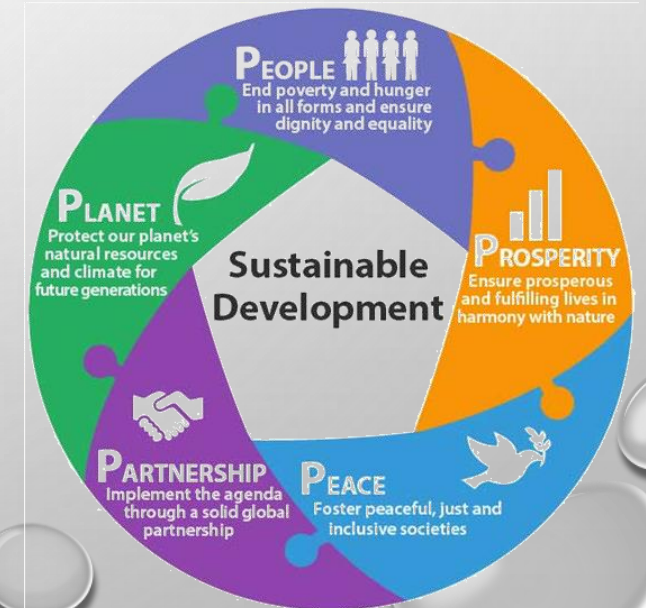 PEOPLE
End poverty and hunger
in all forms and ensure
dignity and equality
PROSPERITY
Ensure prosperous
and fulfilling lives in
harmony with nature
PEACE
Foster peaceful, just and
inclusive societies
PARTNERSHIP
Implement the agenda
through a solid global
partnership
PLANET
Protect our planet's
natural resources
and climate for
future generations
Sustainable
Development